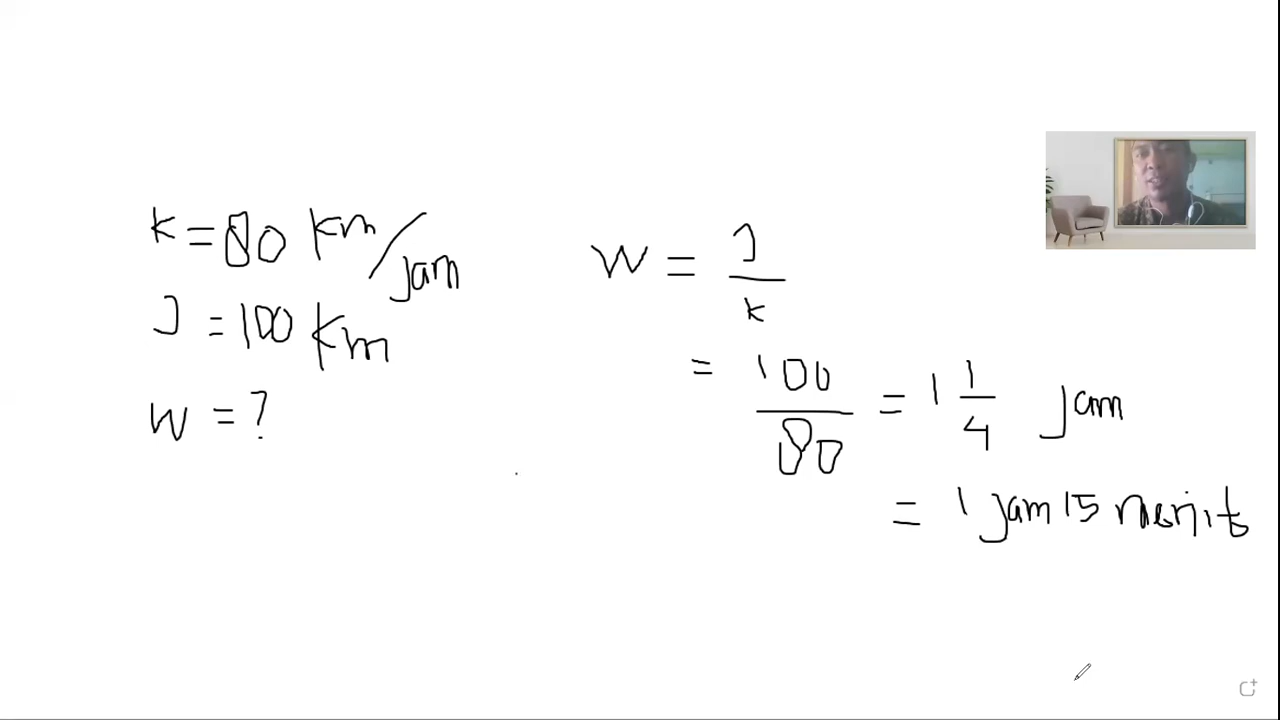 k = 80 km/jam
J = 100 km
W = ?
W = J/k
= 100/80 = 1 1/4 jam
= 1 jam 15 menit